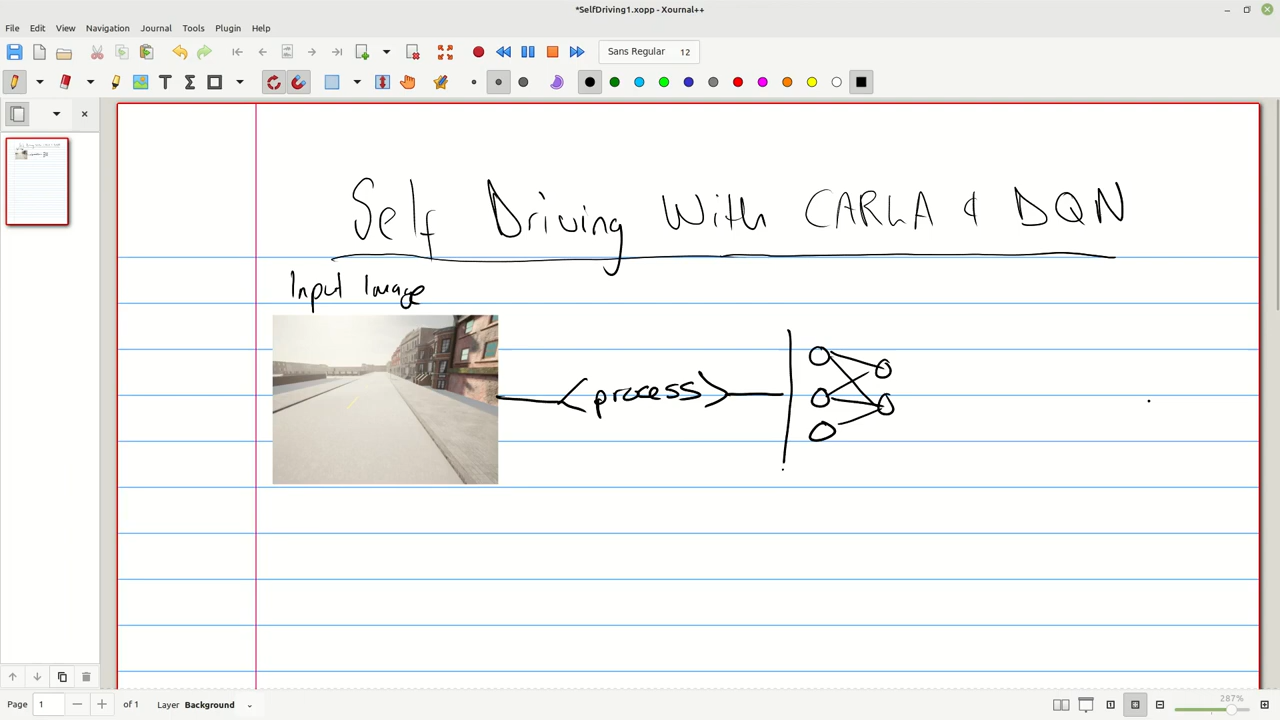 *SelfDriving1.xopp - Xournal++
File Edit View Navigation Journal Tools Plugin Help
Sans Regular 12
Self Driving With CARLA & DQN
Input Image
process
Page 1 of 1 Layer Background
287%